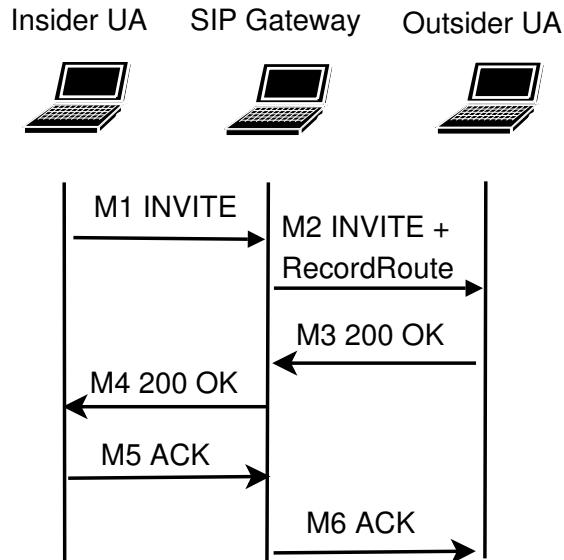 Insider UA
SIP Gateway
Outsider UA
M1 INVITE
M2 INVITE +
RecordRoute
M3 200 OK
M4 200 OK
M5 ACK
M6 ACK